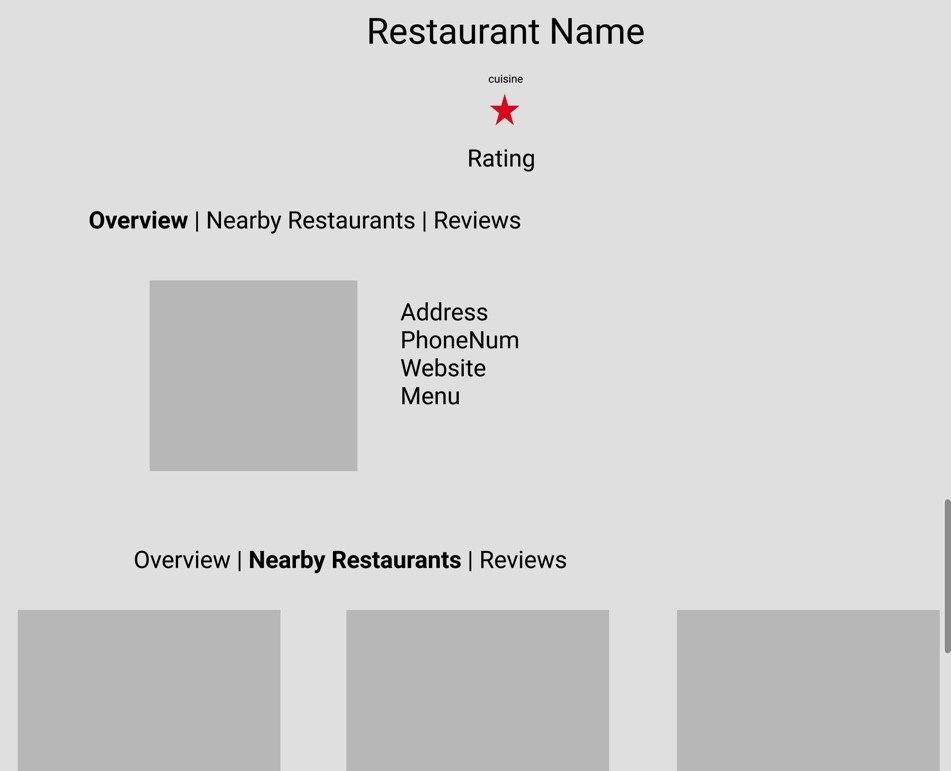 Restaurant Name
cuisine
Rating
Overview | Nearby Restaurants | Reviews
Address
PhoneNum
Website
Menu
Overview | Nearby Restaurants | Reviews